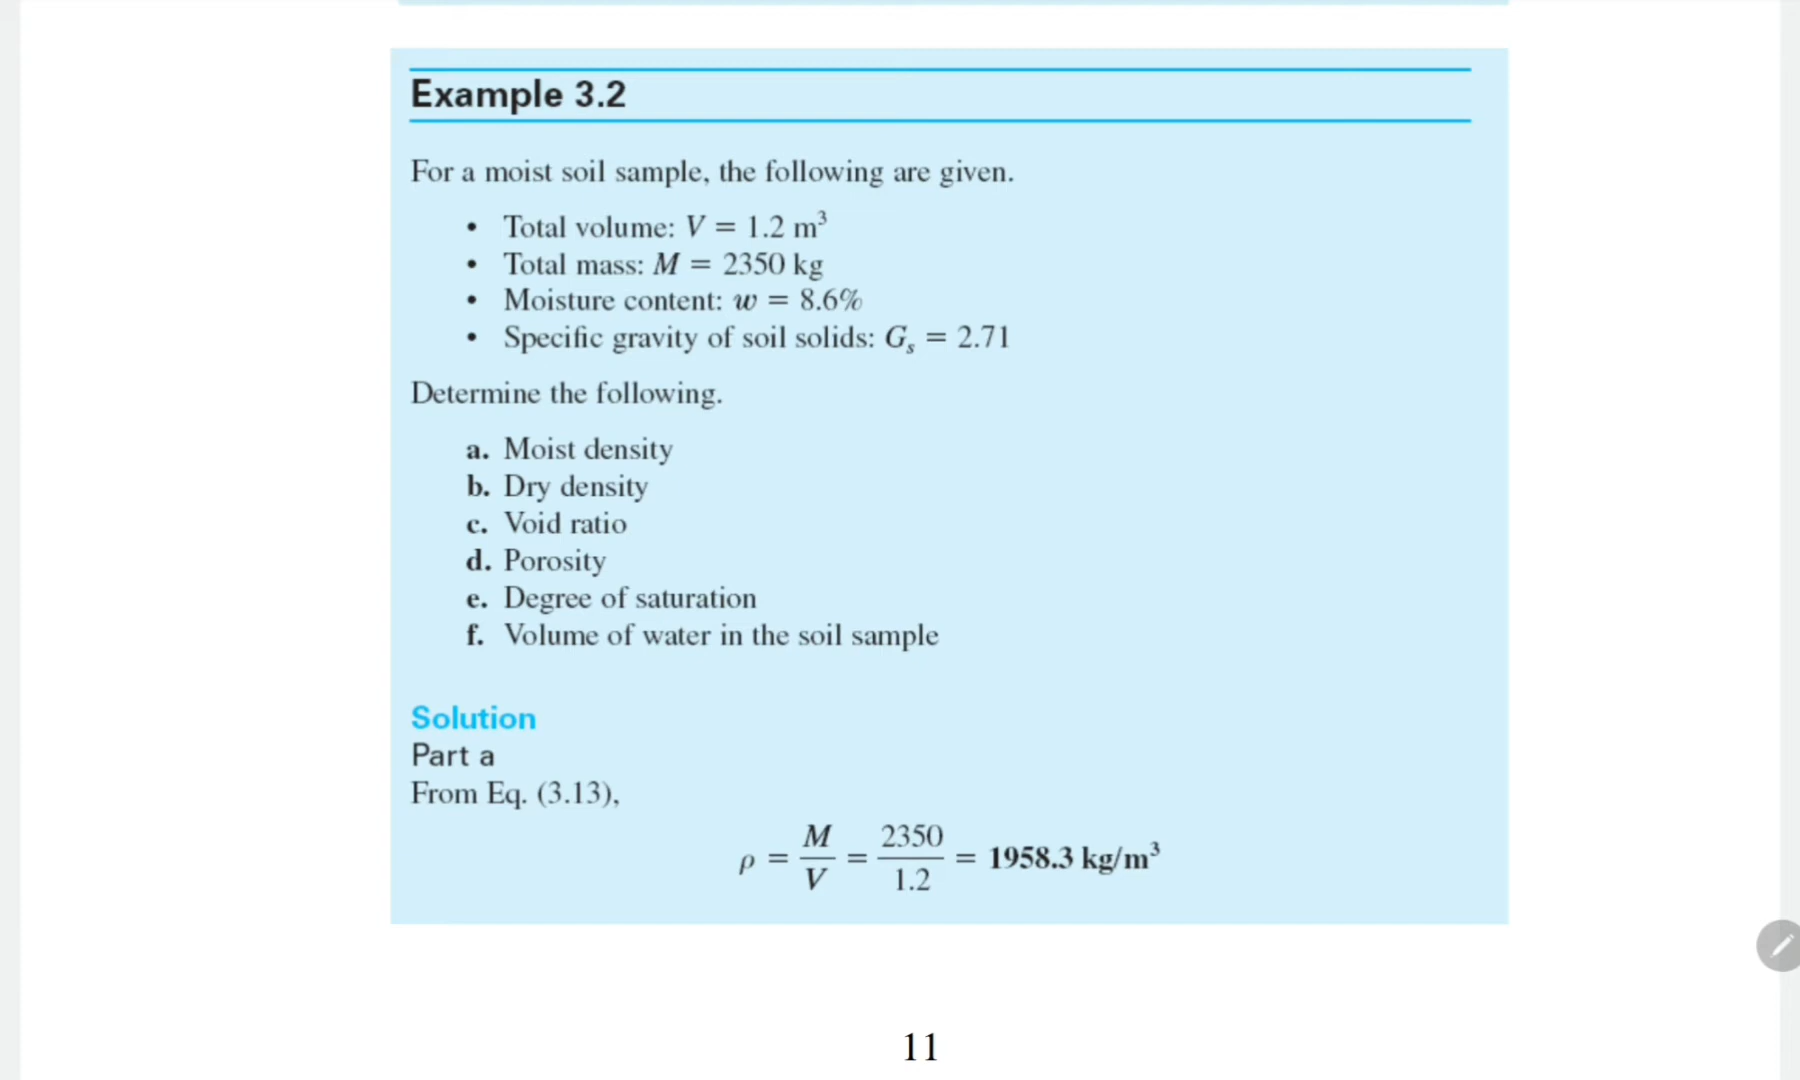 Example 3.2
For a moist soil sample, the following are given.
• Total volume: V = 1.2 m³
• Total mass: M = 2350 kg
• Moisture content: w = 8.6%
• Specific gravity of soil solids: Gₛ = 2.71
Determine the following.
a. Moist density
b. Dry density
c. Void ratio
d. Porosity
e. Degree of saturation
f. Volume of water in the soil sample
Solution
Part a
From Eq. (3.13),
ρ = M/V = 2350/1.2 = 1958.3 kg/m³
11